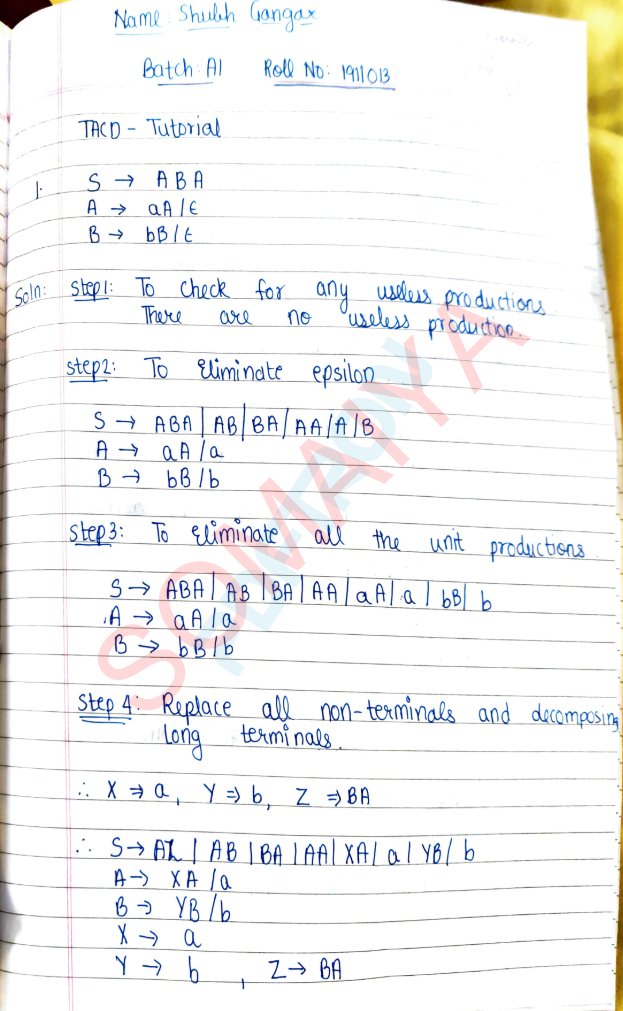 Name: Shubh Gangar
Batch: A1 Roll No: 1911013
TACD - Tutorial
1. S → ABA
A → aA/ε
B → bB/ε
Soln: Step1: To check for any useless productions
There are no useless production.
Step2: To Eliminate epsilon
S → ABA | AB | BA / AA / A / B
A → aA / a
B → bB / b
Step3: To Eliminate all the unit productions
S → ABA | AB | BA | AA | aA | a | bB | b
A → aA / a
B → bB / b
Step 4: Replace all non-terminals and decomposing
long terminals.
∴ X ⇒ a, Y ⇒ b, Z ⇒ BA
∴ S → AZ | AB | BA | AA | XA / a | YB / b
A → XA / a
B → YB / b
X → a
Y → b , Z → BA
SOMAIYA